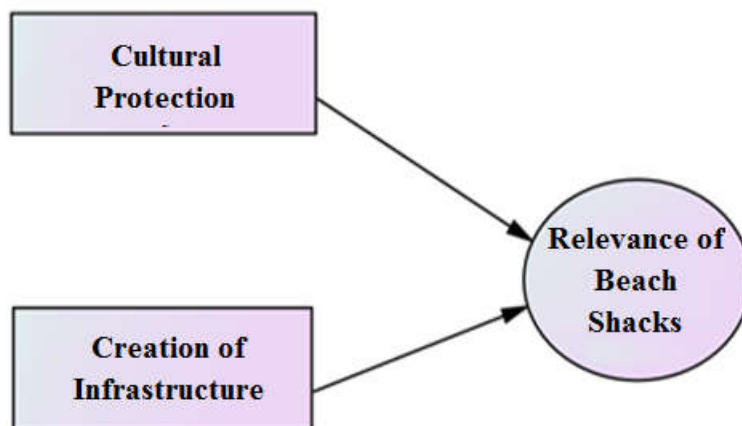 Cultural
Protection
Relevance of
Beach
Shacks
Creation of
Infrastructure